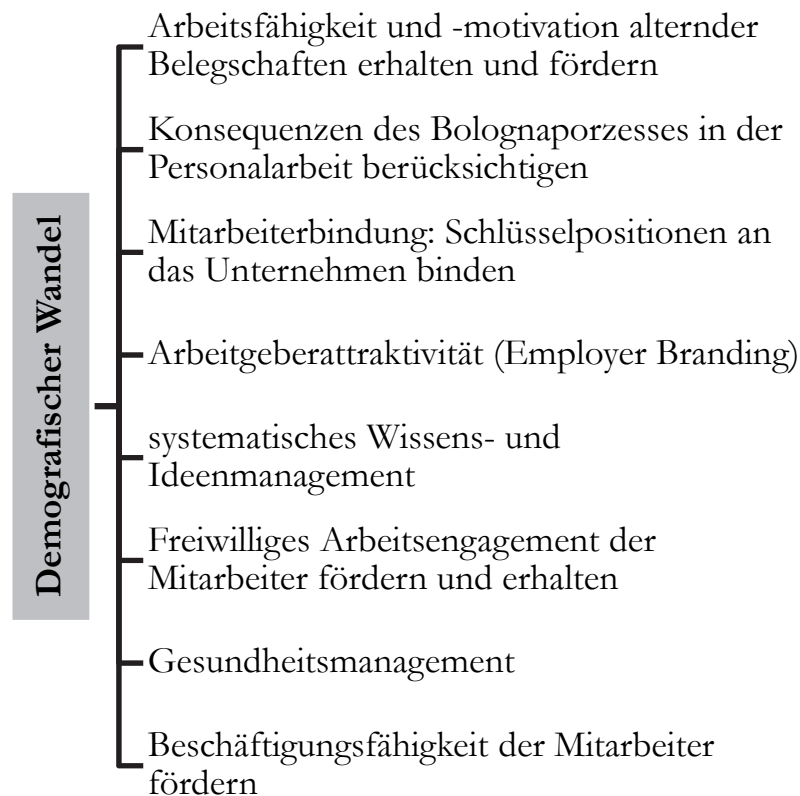 Demografischer Wandel
Arbeitsfähigkeit und -motivation alternder
Belegschaften erhalten und fördern
Konsequenzen des Bolognaporzesses in der
Personalarbeit berücksichtigen
Mitarbeiterbindung: Schlüsselpositionen an
das Unternehmen binden
Arbeitgeberattraktivität (Employer Branding)
systematisches Wissens- und
Ideenmanagement
Freiwilliges Arbeitsengagement der
Mitarbeiter fördern und erhalten
Gesundheitsmanagement
Beschäftigungsfähigkeit der Mitarbeiter
fördern